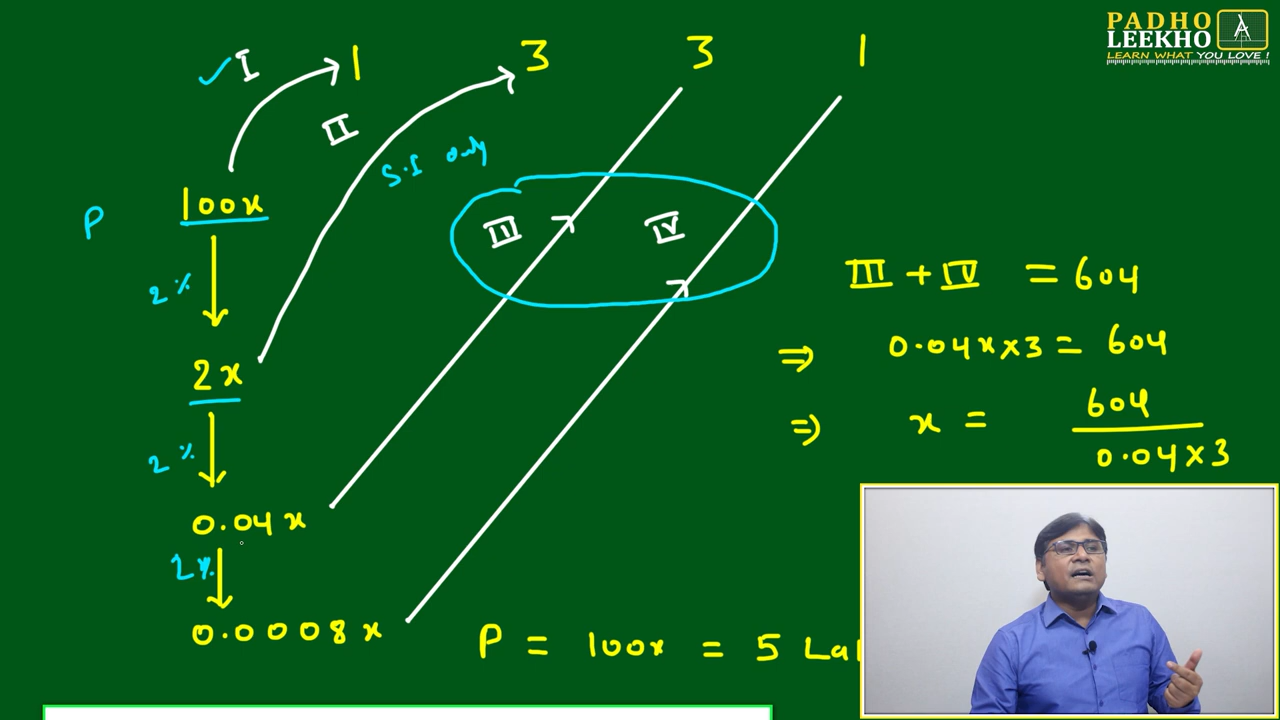 PADHO
LEEKHO
LEARN WHAT YOU LOVE !
✓ I 1 3 3 1
II
S.I only
P 100x
III IV
2%
III + IV = 604
2x
⇒ 0.04x×3 = 604
⇒ x = 604 / 0.04×3
2%
0.04x
2%
0.0008x
P = 100x = 5